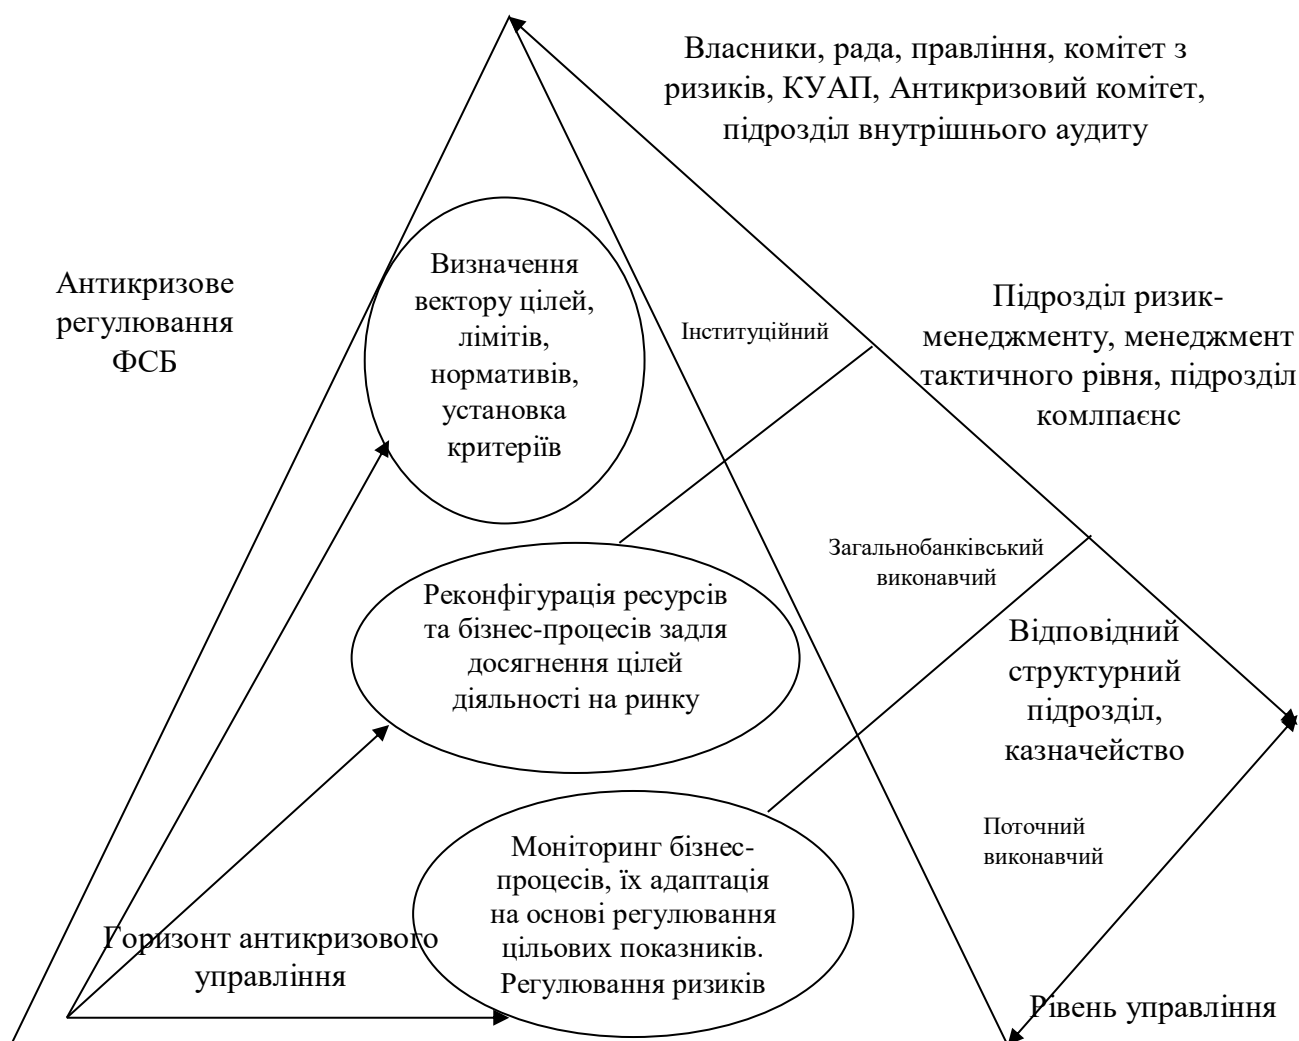 Власники, рада, правління, комітет з
ризиків, КУАП, Антикризовий комітет,
підрозділ внутрішнього аудиту
Антикризове
регулювання
ФСБ
Визначення
вектору цілей,
лімітів,
нормативів,
установка
критеріїв
Інституційний
Підрозділ ризик-
менеджменту, менеджмент
тактичного рівня, підрозділ
комлпаєнс
Загальнобанківський
виконавчий
Реконфігурація ресурсів
та бізнес-процесів задля
досягнення цілей
діяльності на ринку
Відповідний
структурний
підрозділ,
казначейство
Поточний
виконавчий
Моніторинг бізнес-
процесів, їх адаптація
на основі регулювання
цільових показників.
Регулювання ризиків
Горизонт антикризового
управління
Рівень управління